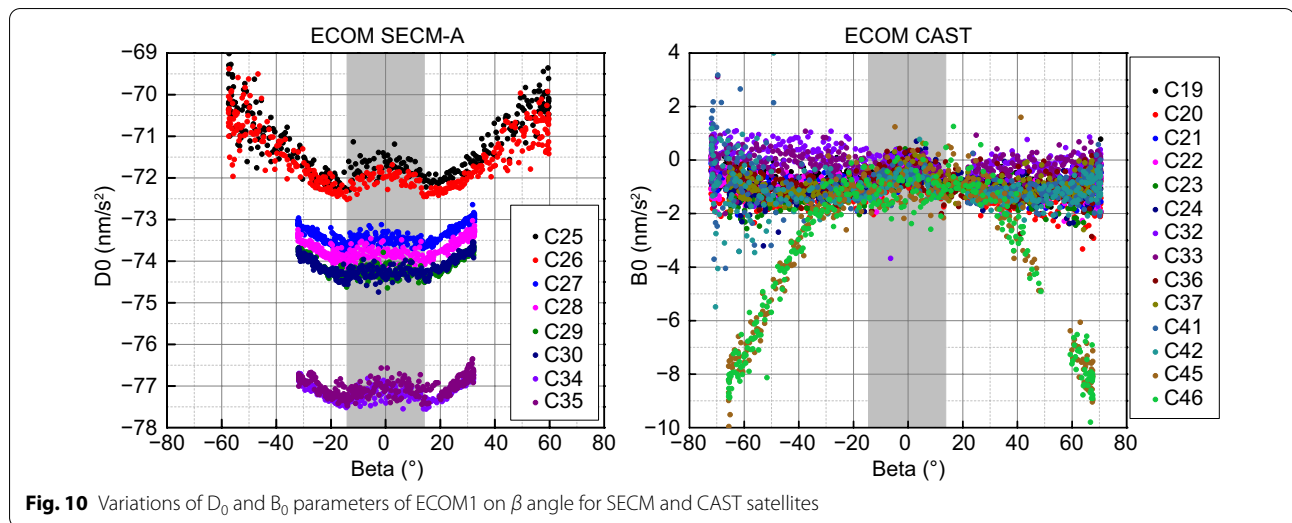 ECOM SECM-A
ECOM CAST
D0 (nm/s²)
−69
−70
−71
−72
−73
−74
−75
−76
−77
−78
−80 −60 −40 −20 0 20 40 60 80
Beta (°)
C25
C26
C27
C28
C29
C30
C34
C35
B0 (nm/s²)
4
2
0
−2
−4
−6
−8
−10
−80 −60 −40 −20 0 20 40 60 80
Beta (°)
C19
C20
C21
C22
C23
C24
C32
C33
C36
C37
C41
C42
C45
C46
Fig. 10 Variations of D₀ and B₀ parameters of ECOM1 on β angle for SECM and CAST satellites